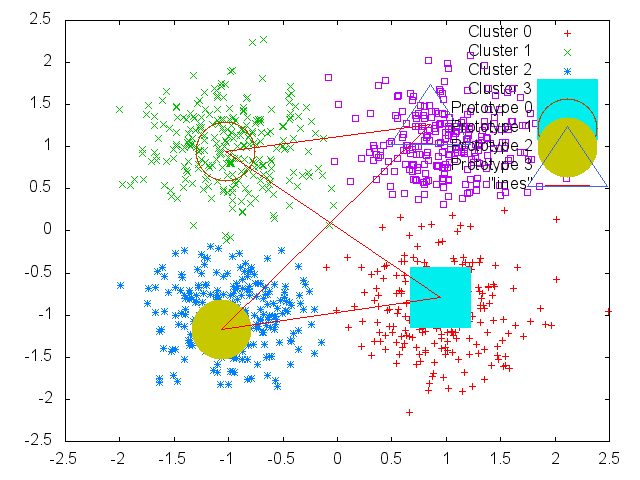 2.5
2
1.5
1
0.5
0
-0.5
-1
-1.5
-2
-2.5
-2.5
-2
-1.5
-1
-0.5
0
0.5
1
1.5
2
2.5
Cluster 0
Cluster 1
Cluster 2
Cluster 3
Prototype 0
Prototype
Prototype 2
Prototype 3
"lines"